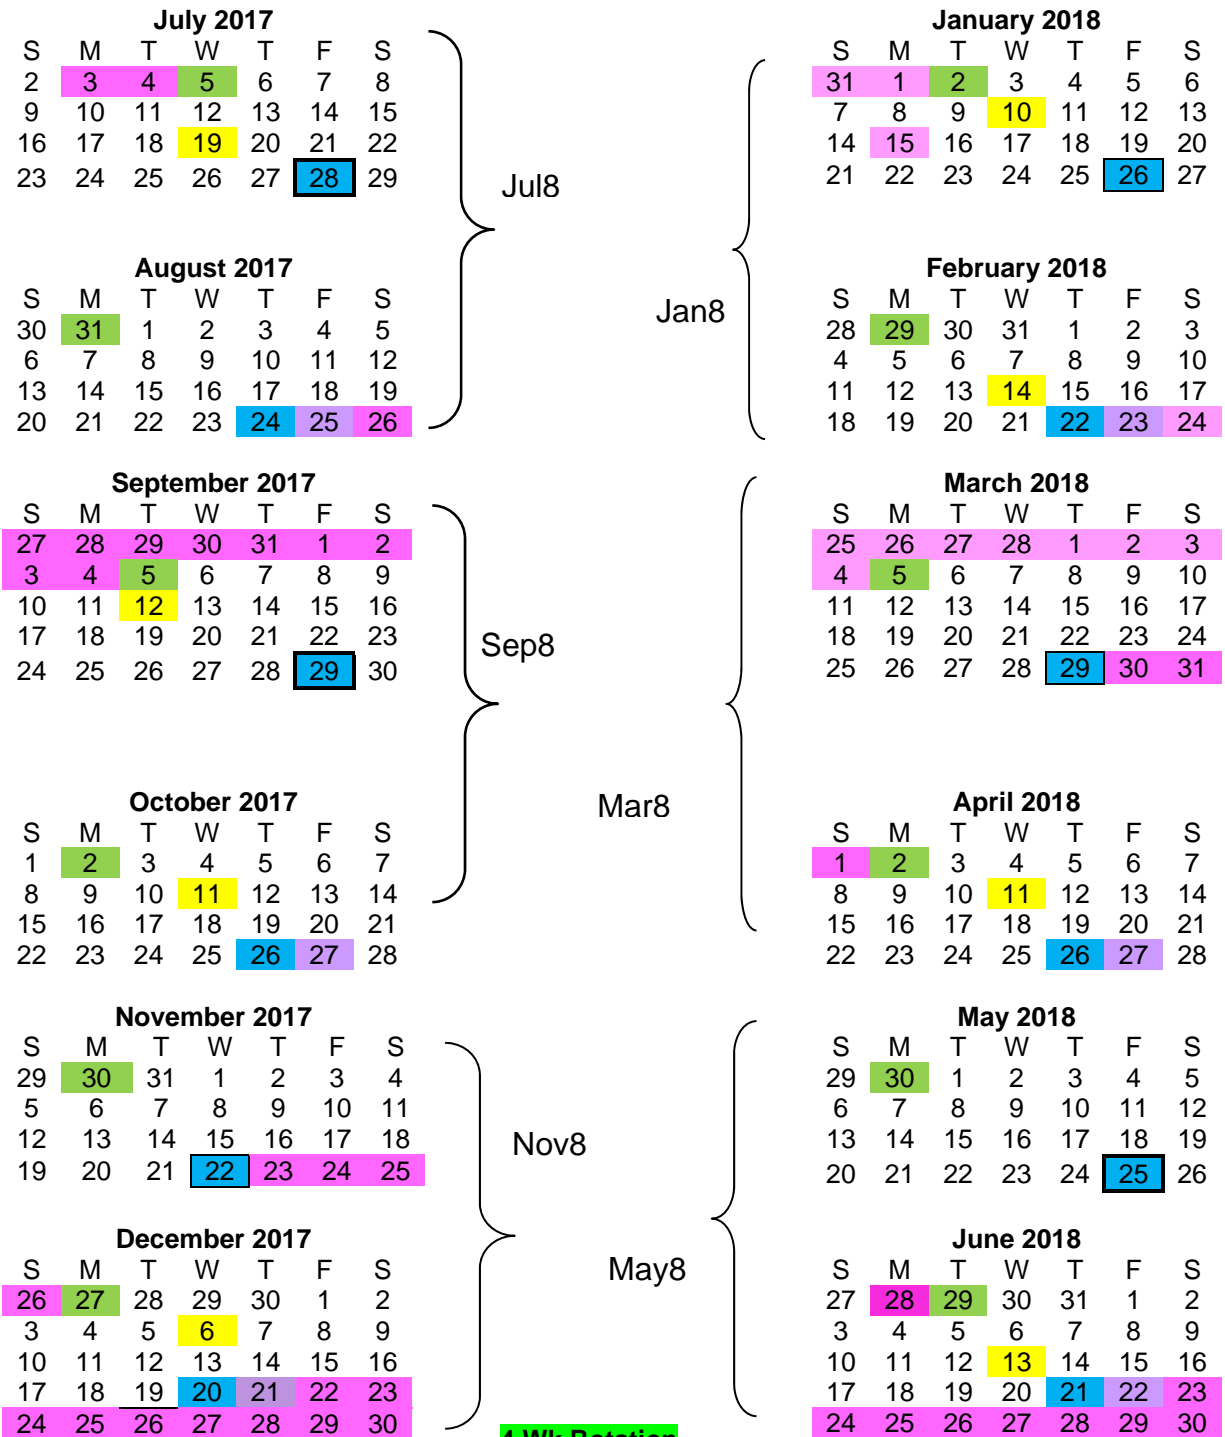 July 2017
S M T W T F S
2 3 4 5 6 7 8
9 10 11 12 13 14 15
16 17 18 19 20 21 22
23 24 25 26 27 28 29
Jul8
August 2017
S M T W T F S
30 31 1 2 3 4 5
6 7 8 9 10 11 12
13 14 15 16 17 18 19
20 21 22 23 24 25 26
September 2017
S M T W T F S
27 28 29 30 31 1 2
3 4 5 6 7 8 9
10 11 12 13 14 15 16
17 18 19 20 21 22 23
24 25 26 27 28 29 30
Sep8
October 2017
S M T W T F S
1 2 3 4 5 6 7
8 9 10 11 12 13 14
15 16 17 18 19 20 21
22 23 24 25 26 27 28
November 2017
S M T W T F S
29 30 31 1 2 3 4
5 6 7 8 9 10 11
12 13 14 15 16 17 18
19 20 21 22 23 24 25
Nov8
December 2017
S M T W T F S
26 27 28 29 30 1 2
3 4 5 6 7 8 9
10 11 12 13 14 15 16
17 18 19 20 21 22 23
24 25 26 27 28 29 30
January 2018
S M T W T F S
31 1 2 3 4 5 6
7 8 9 10 11 12 13
14 15 16 17 18 19 20
21 22 23 24 25 26 27
Jan8
February 2018
S M T W T F S
28 29 30 31 1 2 3
4 5 6 7 8 9 10
11 12 13 14 15 16 17
18 19 20 21 22 23 24
March 2018
S M T W T F S
25 26 27 28 1 2 3
4 5 6 7 8 9 10
11 12 13 14 15 16 17
18 19 20 21 22 23 24
25 26 27 28 29 30 31
Mar8
April 2018
S M T W T F S
1 2 3 4 5 6 7
8 9 10 11 12 13 14
15 16 17 18 19 20 21
22 23 24 25 26 27 28
May 2018
S M T W T F S
29 30 1 2 3 4 5
6 7 8 9 10 11 12
13 14 15 16 17 18 19
20 21 22 23 24 25 26
May8
June 2018
S M T W T F S
27 28 29 30 31 1 2
3 4 5 6 7 8 9
10 11 12 13 14 15 16
17 18 19 20 21 22 23
24 25 26 27 28 29 30
4 Wk Rotation